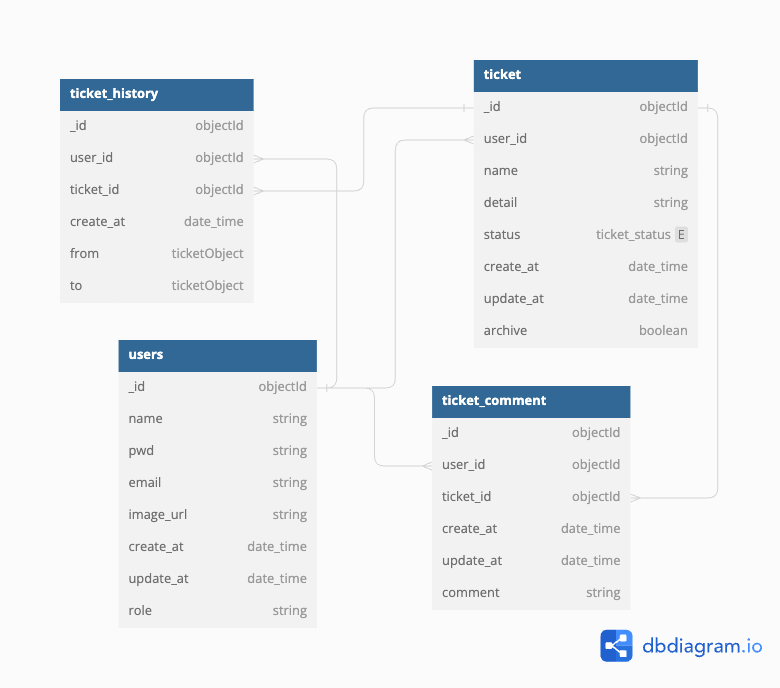 ticket_history
_id objectId
user_id objectId
ticket_id objectId
create_at date_time
from ticketObject
to ticketObject
ticket
_id objectId
user_id objectId
name string
detail string
status ticket_status E
create_at date_time
update_at date_time
archive boolean
users
_id objectId
name string
pwd string
email string
image_url string
create_at date_time
update_at date_time
role string
ticket_comment
_id objectId
user_id objectId
ticket_id objectId
create_at date_time
update_at date_time
comment string
dbdiagram.io